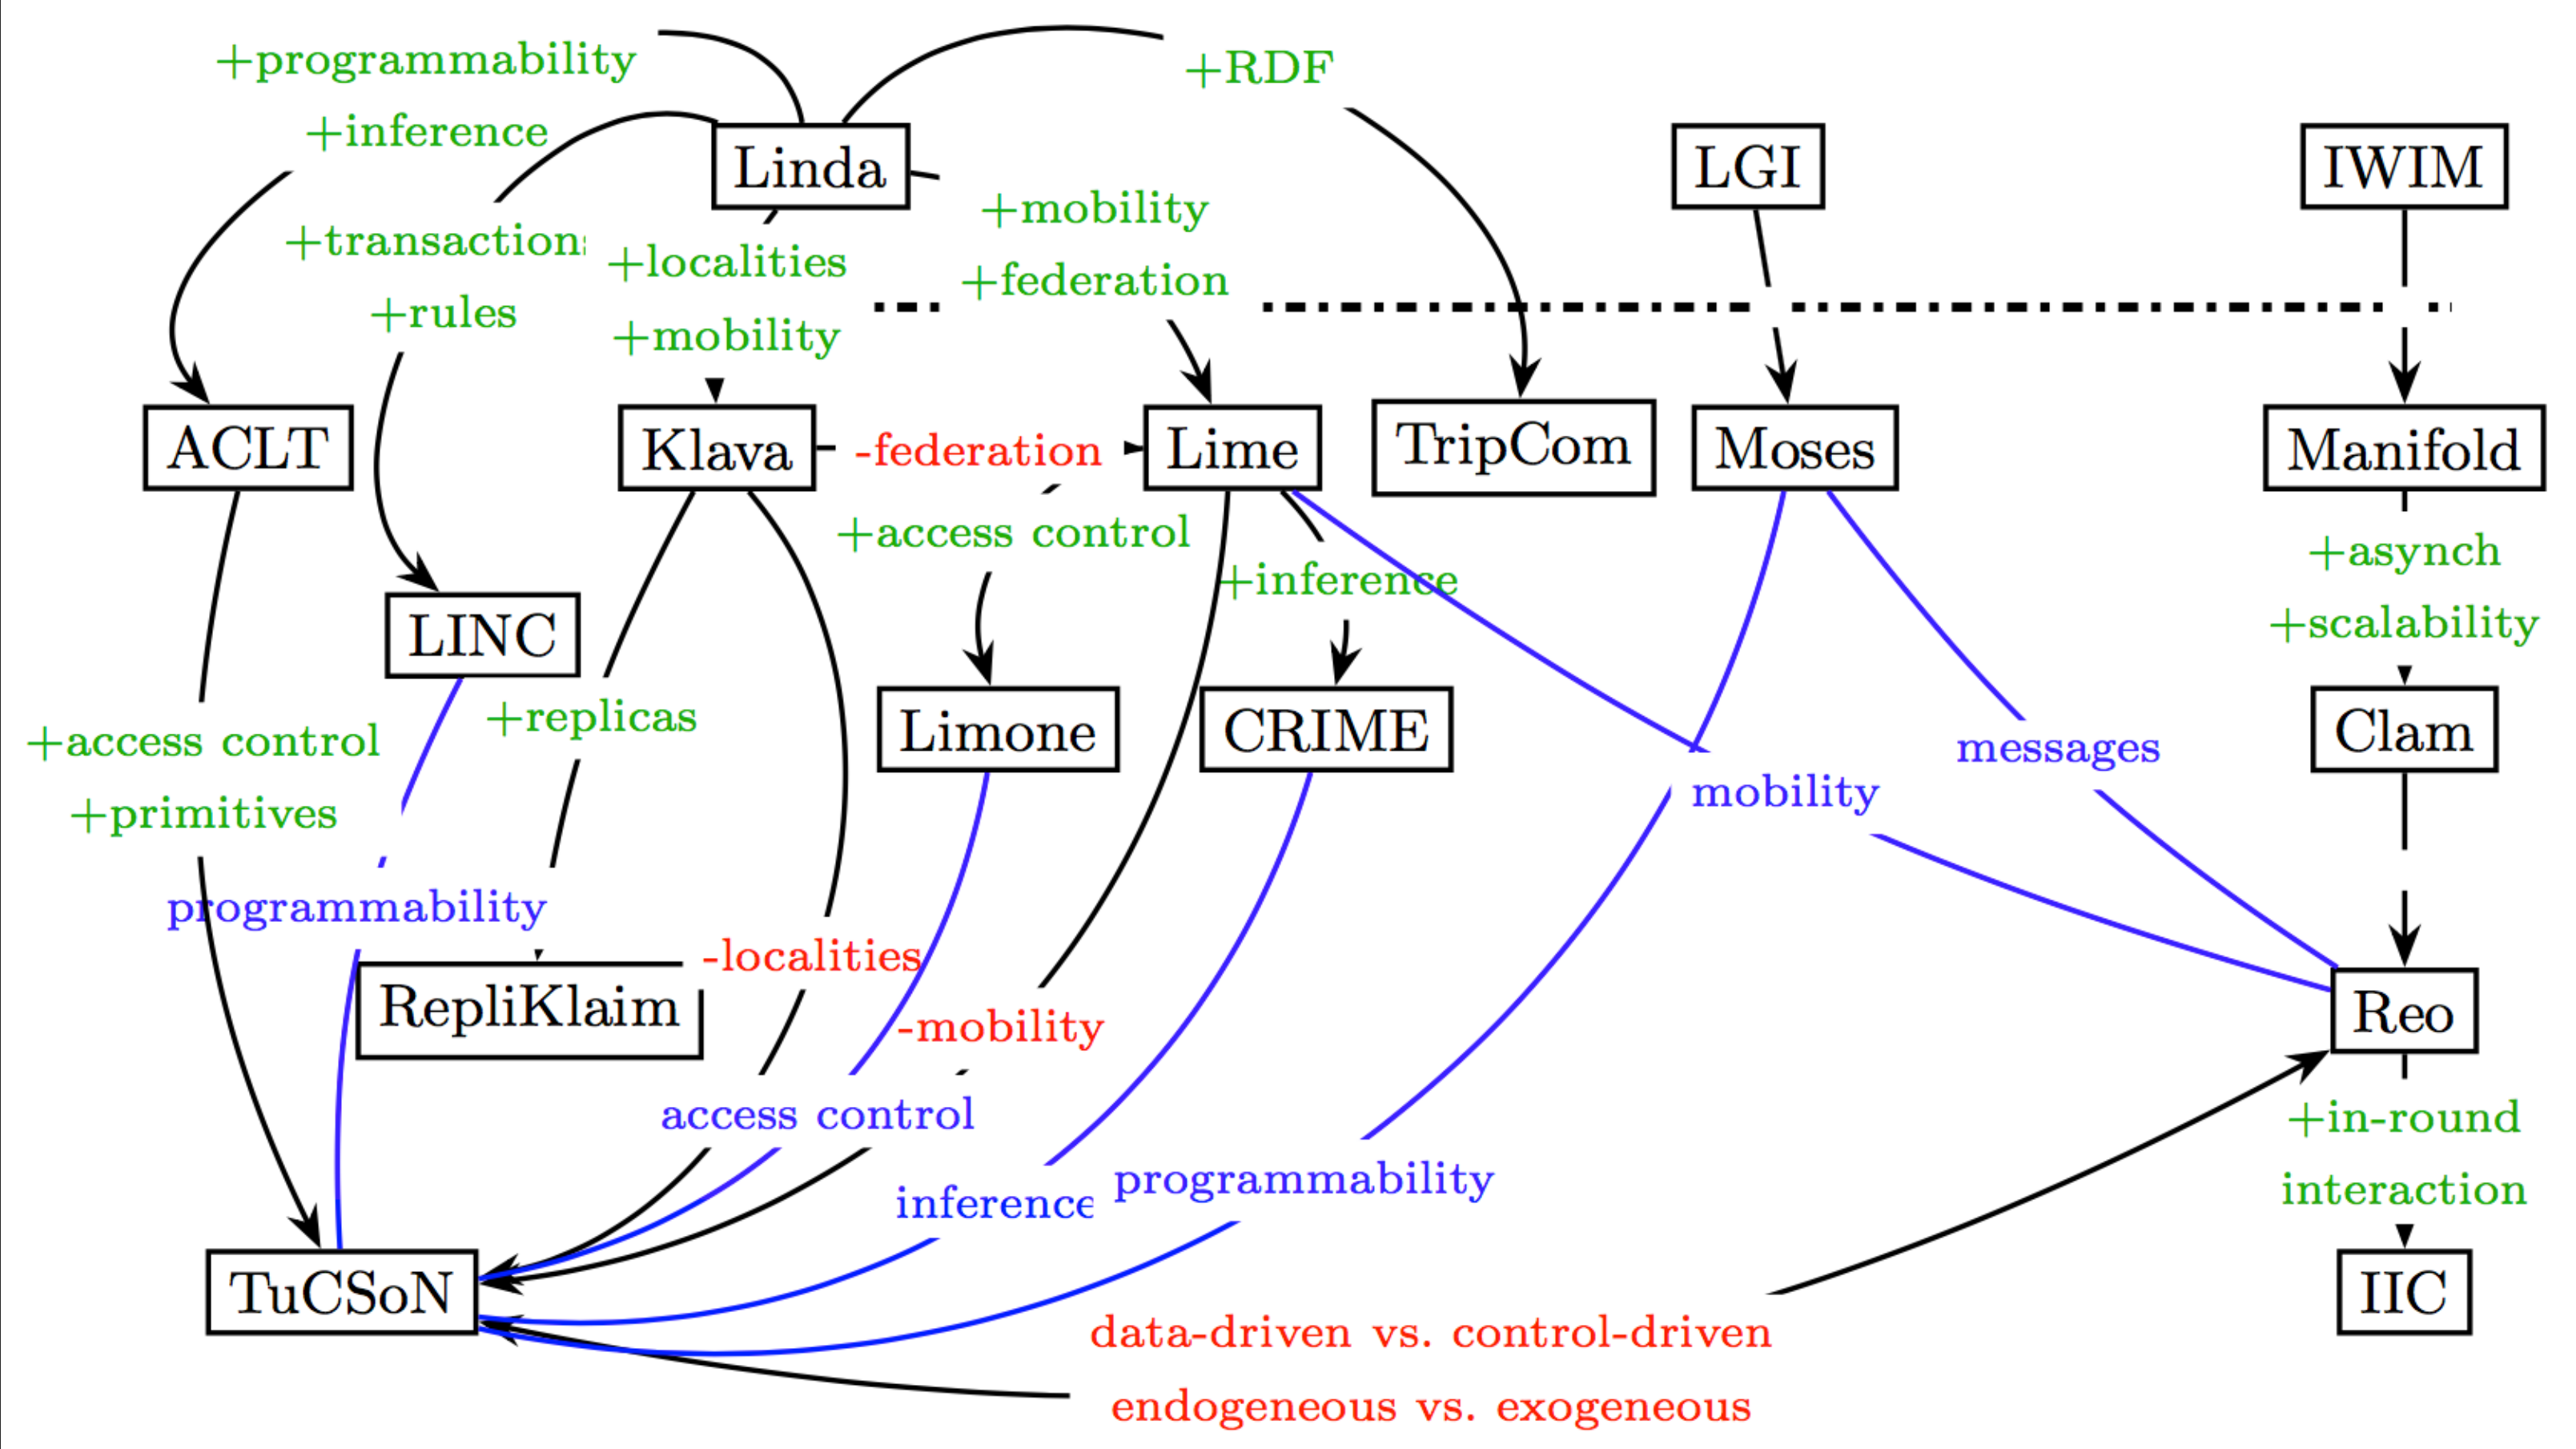 +programmability
+inference
+RDF
Linda
LGI
IWIM
+transactions
+rules
+localities
+mobility
+mobility
+federation
ACLT
Klava
-federation
Lime
TripCom
Moses
Manifold
+access control
+inference
+asynch
+scalability
LINC
+replicas
Limone
CRIME
Clam
+access control
+primitives
mobility
messages
programmability
-localities
RepliKlaim
-mobility
Reo
access control
inference
programmability
+in-round
interaction
TuCSoN
IIC
data-driven vs. control-driven
endogeneous vs. exogeneous